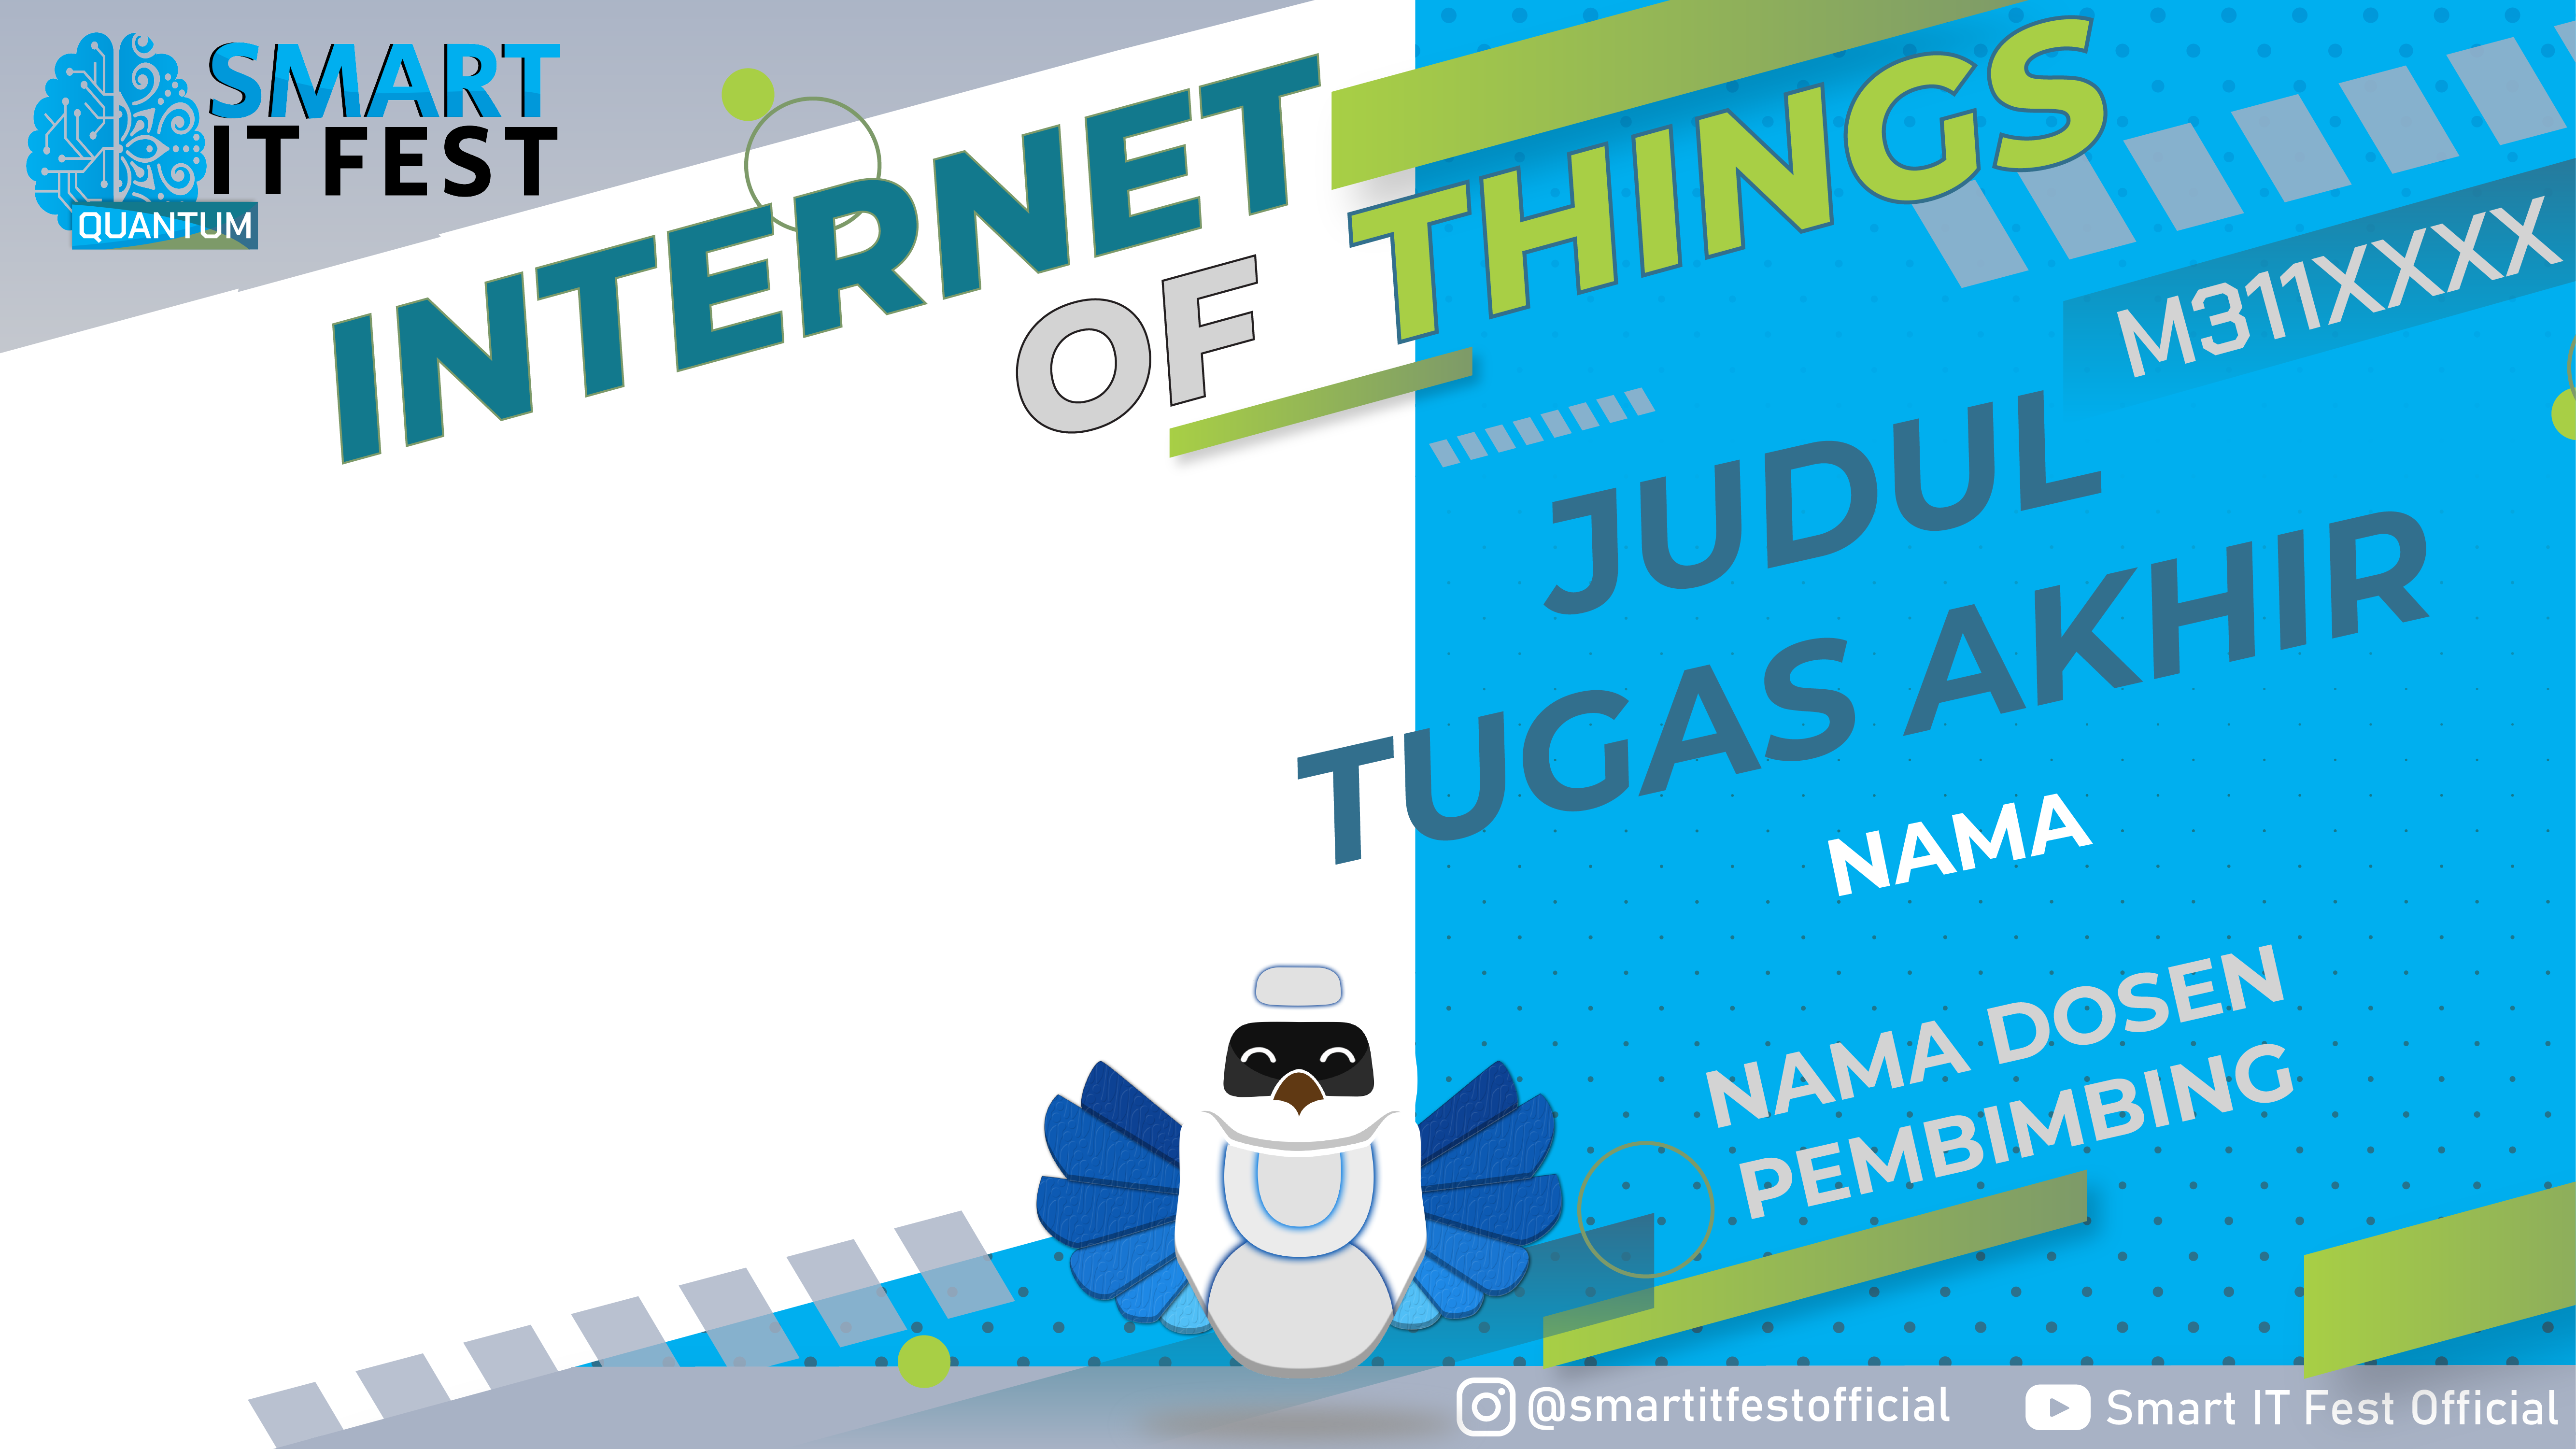 SMART
IT FEST
QUANTUM
INTERNET
OF THINGS
M311XXXX
JUDUL
TUGAS AKHIR
NAMA
NAMA DOSEN
PEMBIMBING
@smartitfestofficial
Smart IT Fest Official